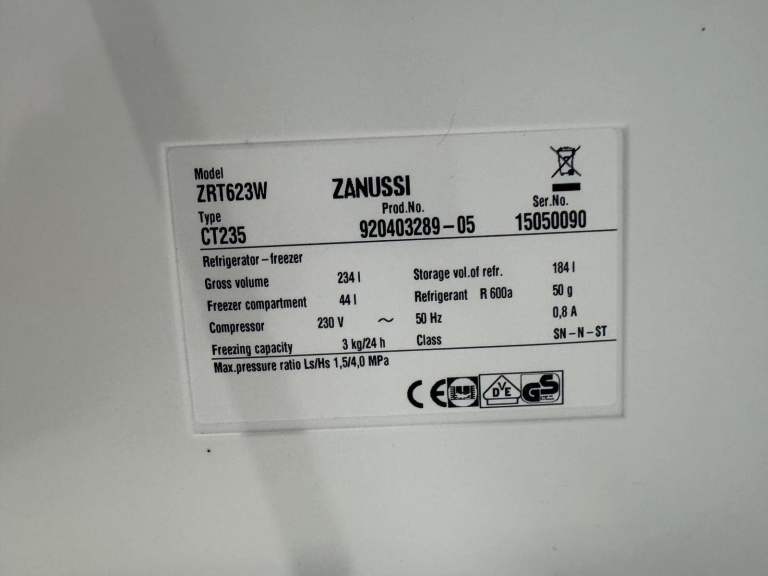 Model
ZRT623W ZANUSSI
Type Prod.No. Ser.No.
CT235 920403289-05 15050090
Refrigerator-freezer
Gross volume 234 l Storage vol.of refr. 184 l
Freezer compartment 44 l Refrigerant R 600a 50 g
Compressor 230 V ~ 50 Hz 0,8 A
Freezing capacity 3 kg/24 h Class SN-N-ST
Max.pressure ratio Ls/Hs 1,5/4,0 MPa
CE DVE GS